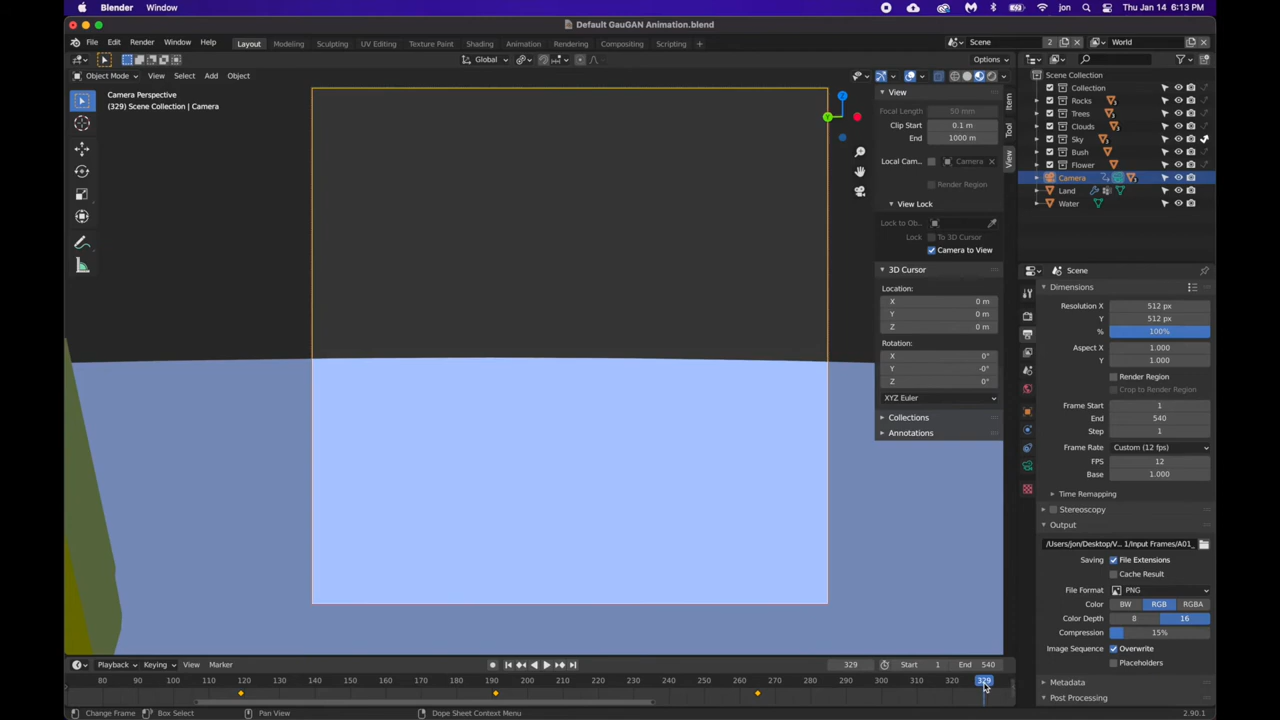 Blender Window jon Thu Jan 14 6:13 PM
Default GauGAN Animation.blend
File Edit Render Window Help Layout Modeling Sculpting UV Editing Texture Paint Shading Animation Rendering Compositing Scripting + Scene 2 World
Global Options
Object Mode View Select Add Object
Camera Perspective
(329) Scene Collection | Camera
Z
Y
View
Focal Length 50 mm
Clip Start 0.1 m
End 1000 m
Local Cam... Camera
Render Region
View Lock
Lock to Ob...
Lock To 3D Cursor
Camera to View
3D Cursor
Location:
X 0 m
Y 0 m
Z 0 m
Rotation:
X 0°
Y -0°
Z 0°
XYZ Euler
Collections
Annotations
Item
Tool
View
Scene Collection
Collection
Rocks
Trees
Clouds
Sky
Bush
Flower
Camera
Land
Water
Scene
Dimensions
Resolution X 512 px
Y 512 px
% 100%
Aspect X 1.000
Y 1.000
Render Region
Crop to Render Region
Frame Start 1
End 540
Step 1
Frame Rate Custom (12 fps)
FPS 12
Base 1.000
Time Remapping
Stereoscopy
Output
/Users/jon/Desktop/V... 1/Input Frames/A01_
Saving File Extensions
Cache Result
File Format PNG
Color BW RGB RGBA
Color Depth 8 16
Compression 15%
Image Sequence Overwrite
Placeholders
Metadata
Post Processing
Playback Keying View Marker 329 Start 1 End 540
80 90 100 110 120 130 140 150 160 170 180 190 200 210 220 230 240 250 260 270 280 290 300 310 320 329
Change Frame Box Select Pan View Dope Sheet Context Menu 2.90.1